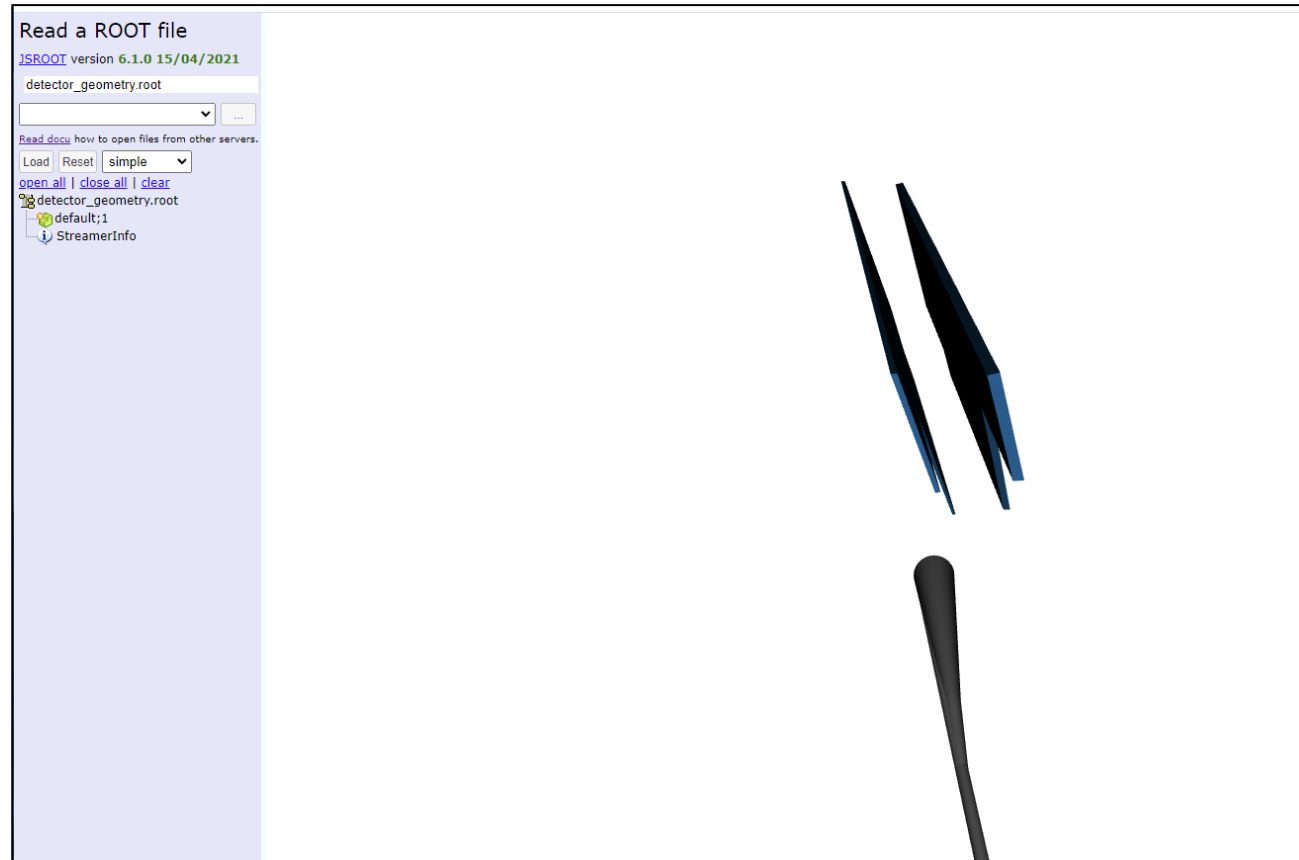 Read a ROOT file
JSROOT version 6.1.0 15/04/2021
detector_geometry.root
...
Read docu how to open files from other servers.
Load Reset simple
open all | close all | clear
detector_geometry.root
default;1
StreamerInfo